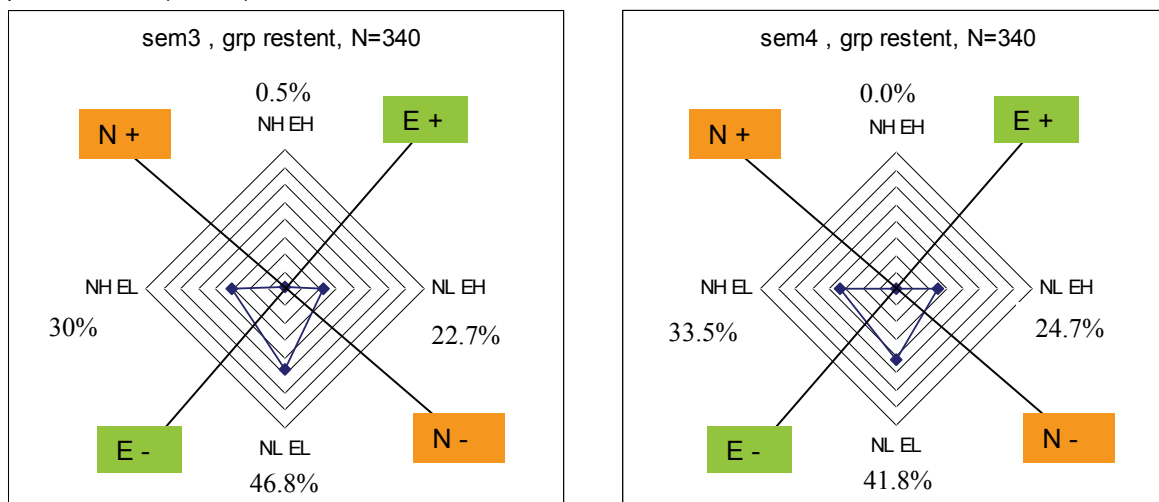 sem3 , grp restent, N=340
0.5%
N +
E +
NH EH
NH EL
NL EH
30%
22.7%
E -
N -
NL EL
46.8%
sem4 , grp restent, N=340
0.0%
N +
E +
NH EH
NH EL
NL EH
33.5%
24.7%
E -
N -
NL EL
41.8%